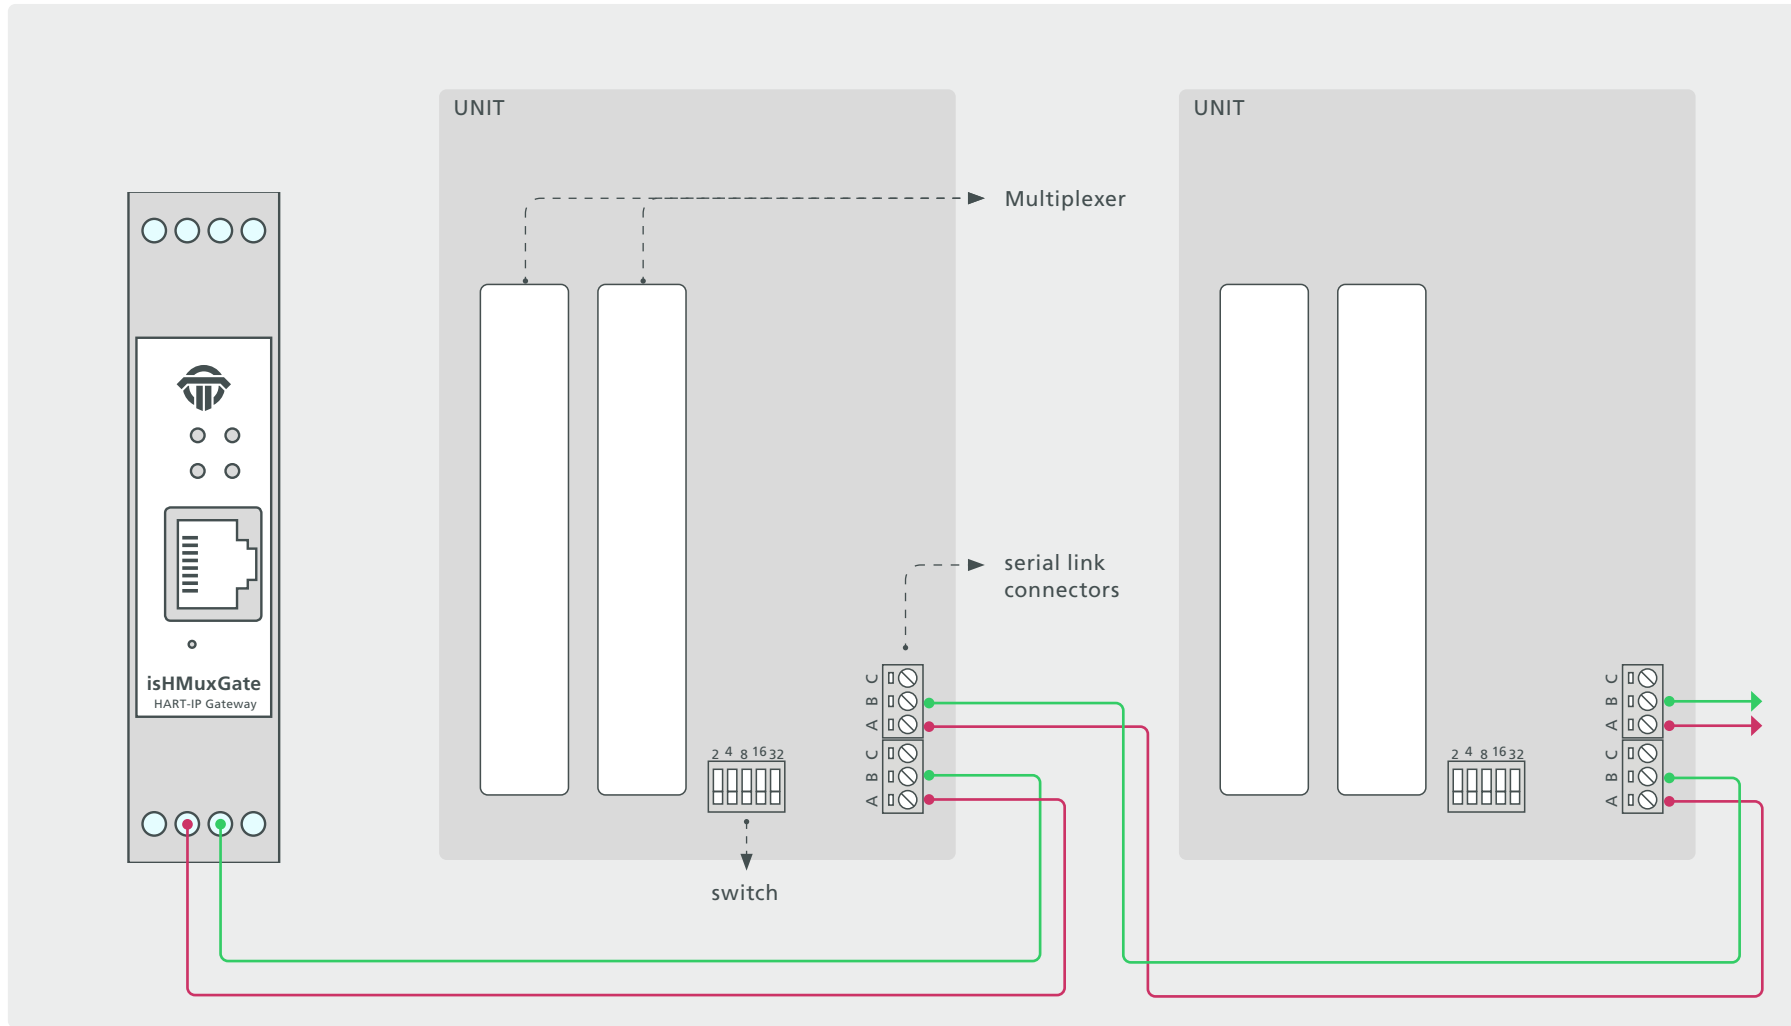 UNIT
UNIT
Multiplexer
serial link
connectors
isHMuxGate
HART-IP Gateway
C
B
A
C
B
A
2 4 8 16 32
switch
C
B
A
C
B
A
2 4 8 16 32